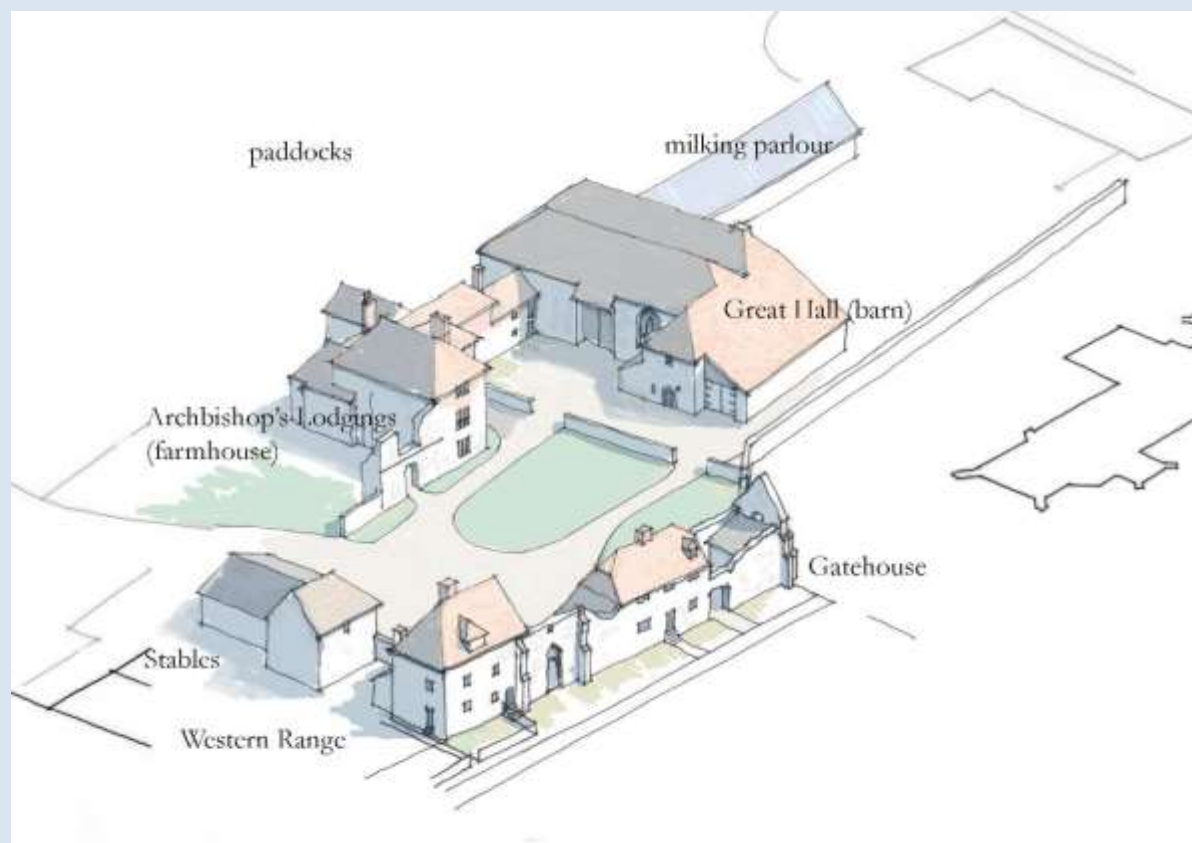 paddocks
milking parlour
Great Hall (barn)
Archbishop's Lodgings
(farmhouse)
Gatehouse
Stables
Western Range